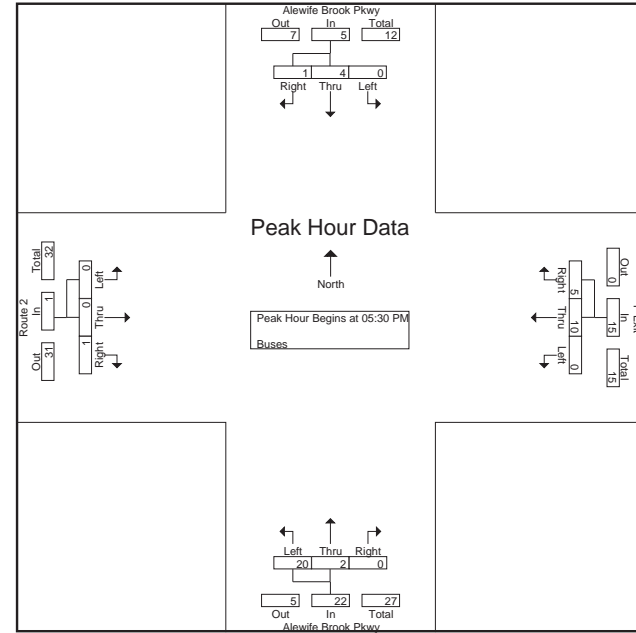 Alewife Brook Pkwy
Out In Total
7 5 12
1 4 0
Right Thru Left
Peak Hour Data
North
Peak Hour Begins at 05:30 PM
Buses
Route 2
Out In Total
31 1 32
Right Thru Left
1 0 0
Out In Total
0 15 15
Right Thru Left
5 10 0
Left Thru Right
20 2 0
5 22 27
Out In Total
Alewife Brook Pkwy